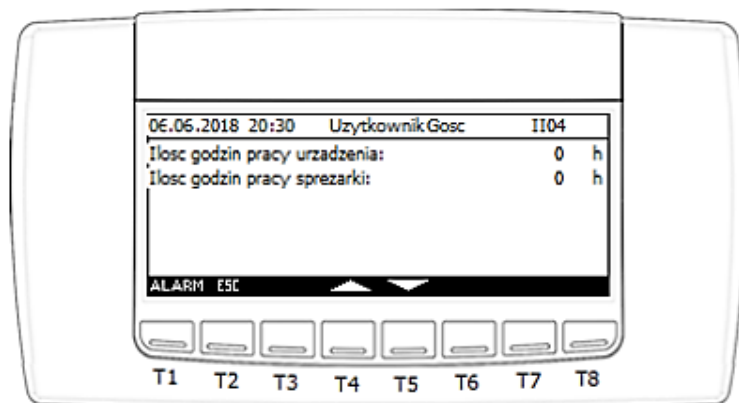 06.06.2018 20:30 Uzytkownik Gosc II04
Ilosc godzin pracy urzadzenia: 0 h
Ilosc godzin pracy sprezarki: 0 h
ALARM ESC
T1 T2 T3 T4 T5 T6 T7 T8